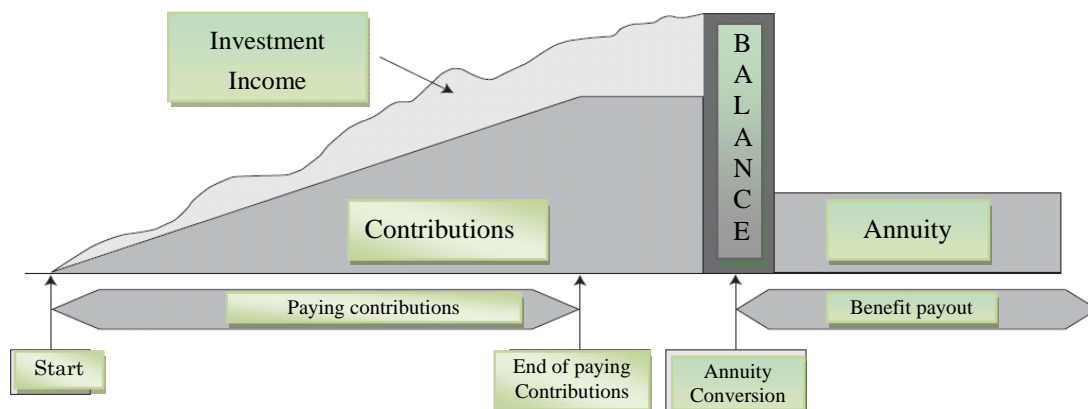 Investment
Income
B
A
L
A
N
C
E
Contributions
Annuity
Paying contributions
Benefit payout
Start
End of paying
Contributions
Annuity
Conversion